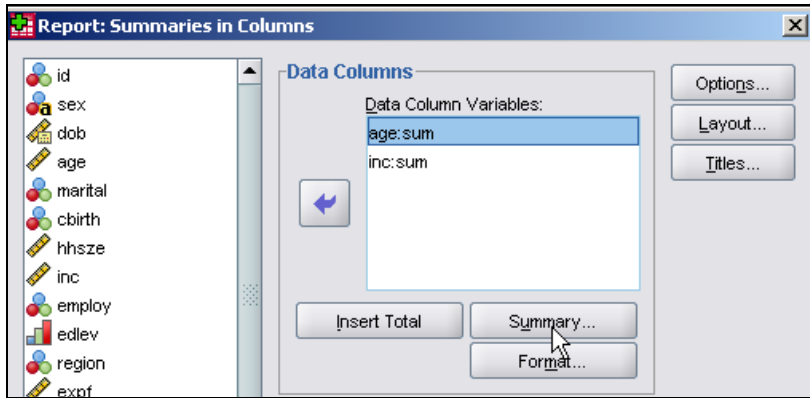 Report: Summaries in Columns
id
sex
dob
age
marital
cbirth
hhsze
inc
employ
edlev
region
expf
Data Columns
Data Column Variables:
age:sum
inc:sum
Insert Total
Summary...
Format...
Options...
Layout...
Titles...